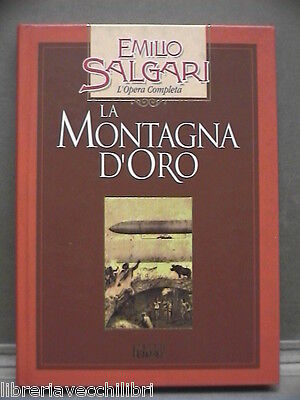 EMILIO
SALGARI
L'Opera Completa
LA
MONTAGNA
D'ORO
libreriavecchilibri